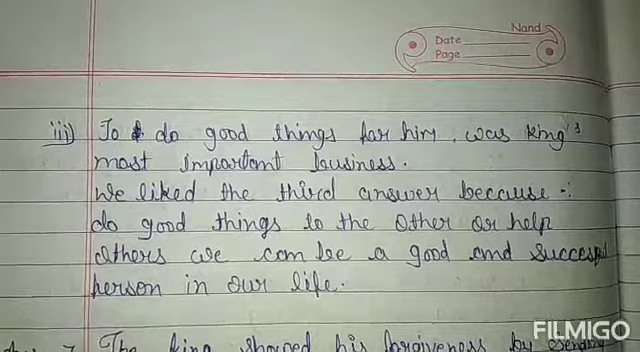 Nand
Date
Page
iii) To do good things for him. was king's
most important business.
We liked the third answer because :
do good things to the other or help
others we can be a good and succesful
person in our life.
7 The king showed his forgiveness by
FILMIGO